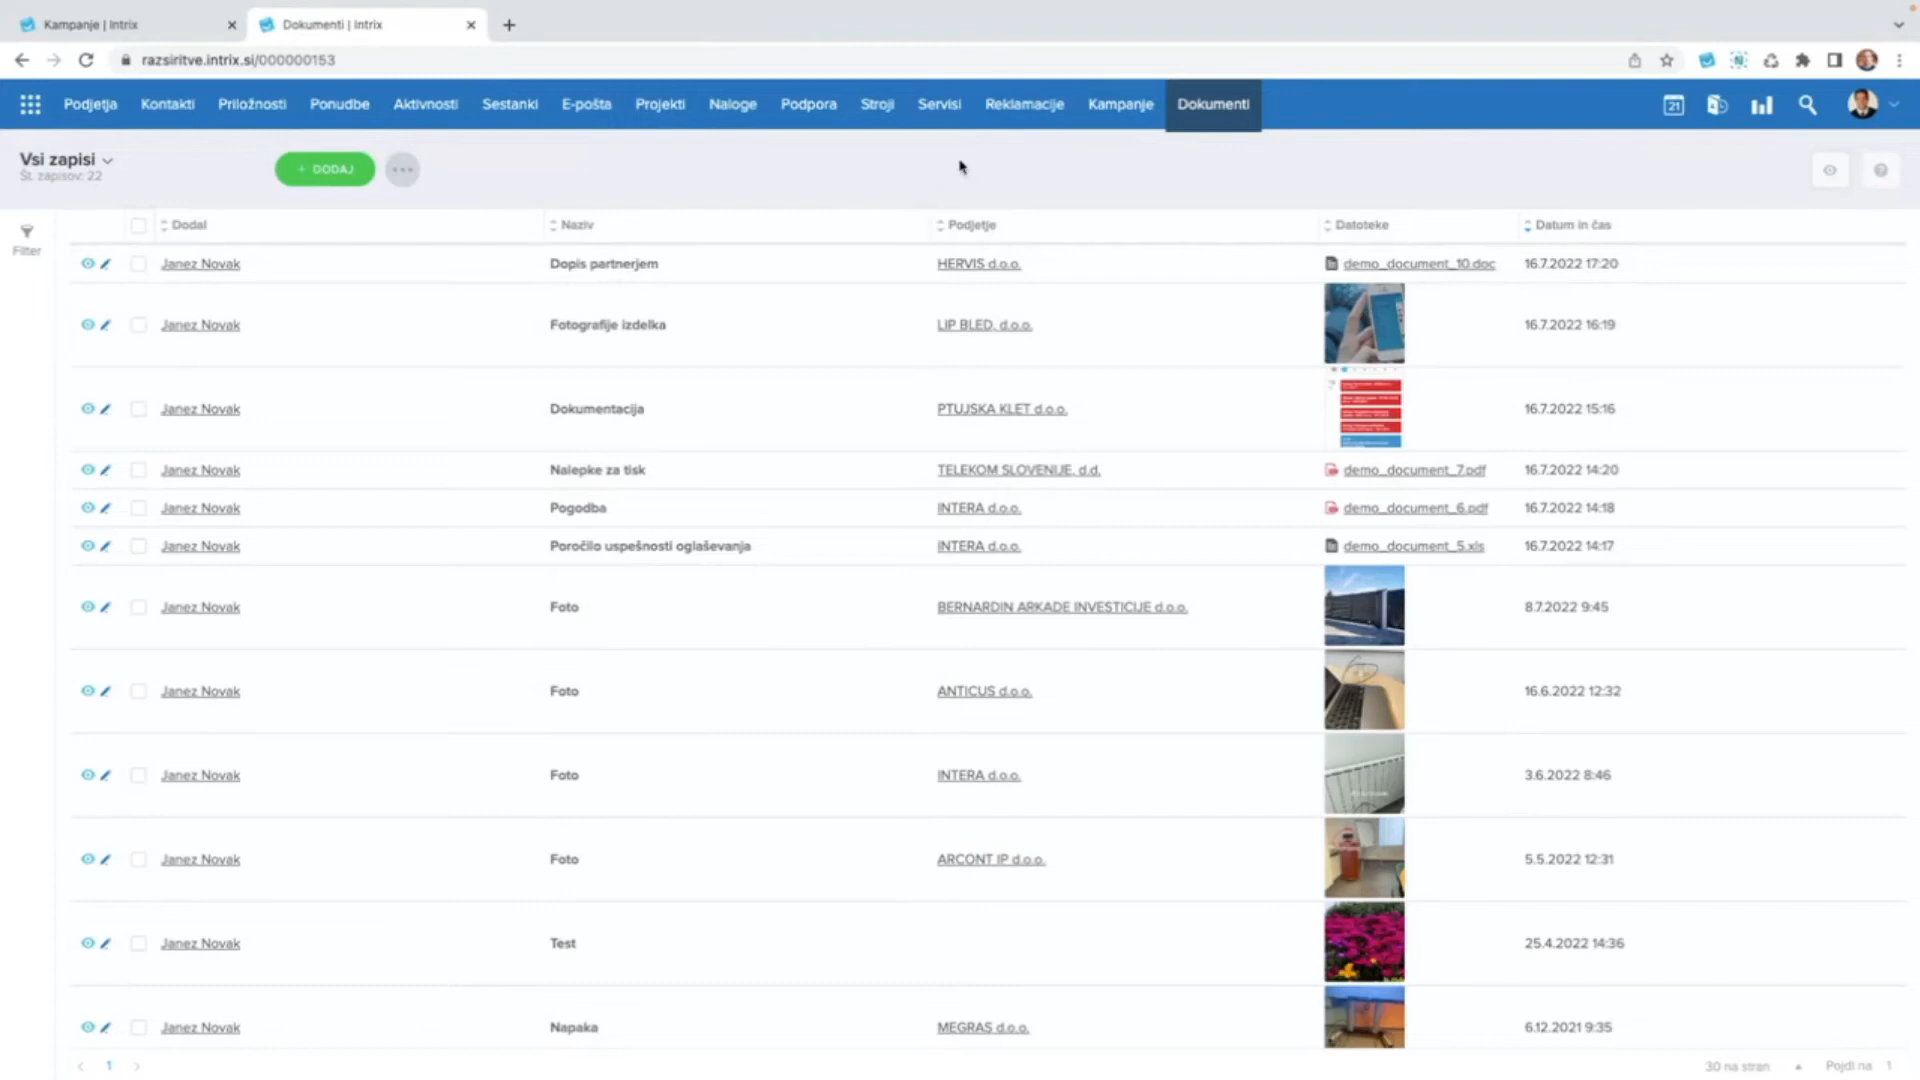 Kampanje | Intrix
Dokumenti | Intrix
razsiritve.intrix.si/000000153
Podjetja Kontakti Priložnosti Ponudbe Aktivnosti Sestanki E-pošta Projekti Naloge Podpora Stroji Servisi Reklamacije Kampanje Dokumenti 21
Vsi zapisi
Št. zapisov: 22
+ DODAJ
Filter
Dodal Naziv Podjetje Datoteke Datum in čas
Janez Novak Dopis partnerjem HERVIS d.o.o. demo_document_10.doc 16.7.2022 17:20
Janez Novak Fotografije izdelka LIP BLED, d.o.o. 16.7.2022 16:19
Janez Novak Dokumentacija PTUJSKA KLET d.o.o. 16.7.2022 15:16
Janez Novak Nalepke za tisk TELEKOM SLOVENIJE, d.d. demo_document_7.pdf 16.7.2022 14:20
Janez Novak Pogodba INTERA d.o.o. demo_document_6.pdf 16.7.2022 14:18
Janez Novak Poročilo uspešnosti oglaševanja INTERA d.o.o. demo_document_5.xls 16.7.2022 14:17
Janez Novak Foto BERNARDIN ARKADE INVESTICIJE d.o.o. 8.7.2022 9:45
Janez Novak Foto ANTICUS d.o.o. 16.6.2022 12:32
Janez Novak Foto INTERA d.o.o. 3.6.2022 8:46
Janez Novak Foto ARCONT IP d.o.o. 5.5.2022 12:31
Janez Novak Test 25.4.2022 14:36
Janez Novak Napaka MEGRAS d.o.o. 6.12.2021 9:35
1 30 na stran Pojdi na 1